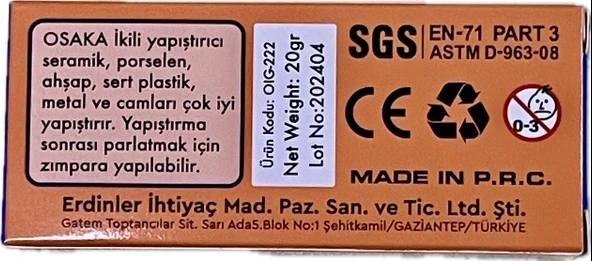 OSAKA İkili yapıştırıcı
seramik, porselen,
ahşap, sert plastik,
metal ve camları çok iyi
yapıştırır. Yapıştırma
sonrası parlatmak için
zımpara yapılabilir.
Ürün Kodu: OIG-222
Net Weight: 20gr
Lot No:202404
SGS
EN-71 PART 3
ASTM D-963-08
CE
0-3
MADE IN P.R.C.
Erdinler İhtiyaç Mad. Paz. San. ve Tic. Ltd. Şti.
Gatem Toptancılar Sit. Sarı Ada5.Blok No:1 Şehitkamil/GAZİANTEP/TÜRKİYE